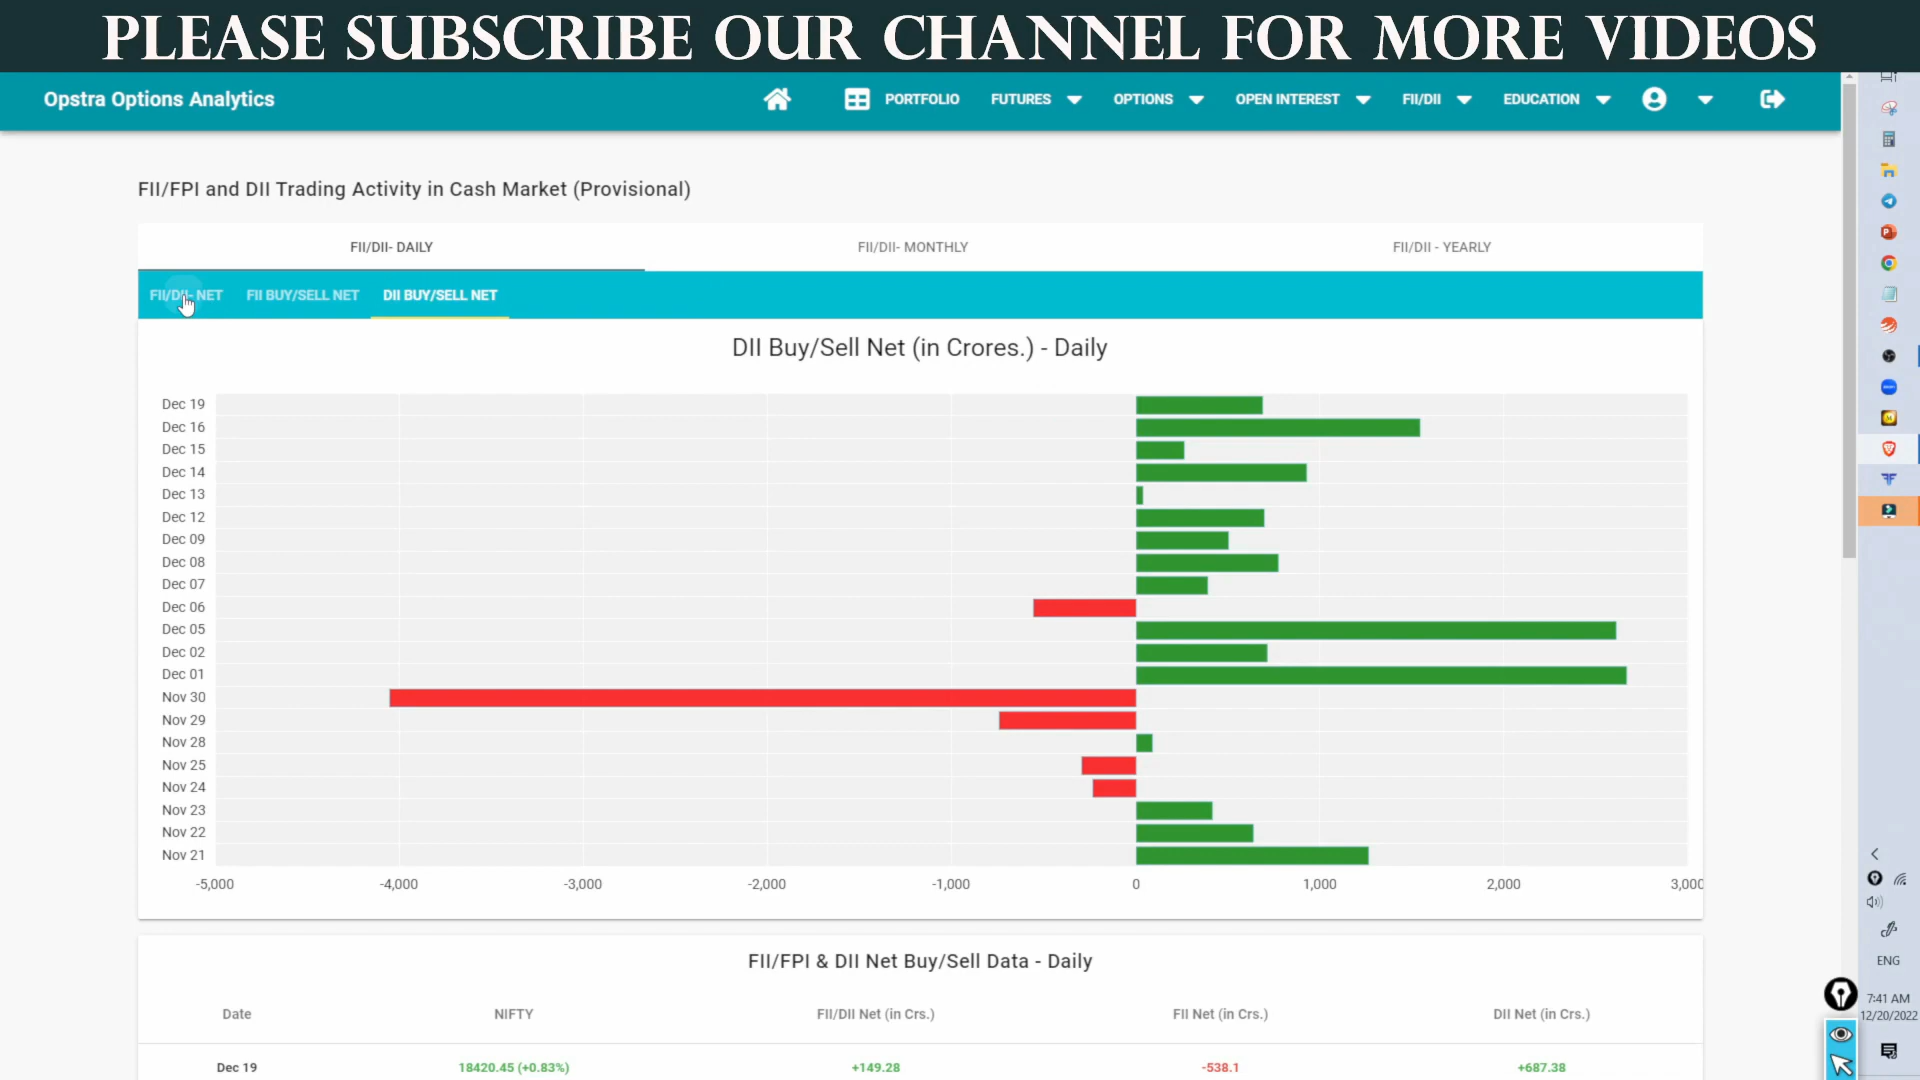 PLEASE SUBSCRIBE OUR CHANNEL FOR MORE VIDEOS
Opstra Options Analytics
PORTFOLIO
FUTURES
OPTIONS
OPEN INTEREST
FII/DII
EDUCATION
FII/FPI and DII Trading Activity in Cash Market (Provisional)
FII/DII- DAILY
FII/DII- MONTHLY
FII/DII - YEARLY
FII/DII- NET
FII BUY/SELL NET
DII BUY/SELL NET
DII Buy/Sell Net (in Crores.) - Daily
Dec 19
Dec 16
Dec 15
Dec 14
Dec 13
Dec 12
Dec 09
Dec 08
Dec 07
Dec 06
Dec 05
Dec 02
Dec 01
Nov 30
Nov 29
Nov 28
Nov 25
Nov 24
Nov 23
Nov 22
Nov 21
-5,000 -4,000 -3,000 -2,000 -1,000 0 1,000 2,000 3,000
FII/FPI & DII Net Buy/Sell Data - Daily
Date NIFTY FII/DII Net (in Crs.) FII Net (in Crs.) DII Net (in Crs.)
Dec 19 18420.45 (+0.83%) +149.28 -538.1 +687.38
ENG
7:41 AM
12/20/2022